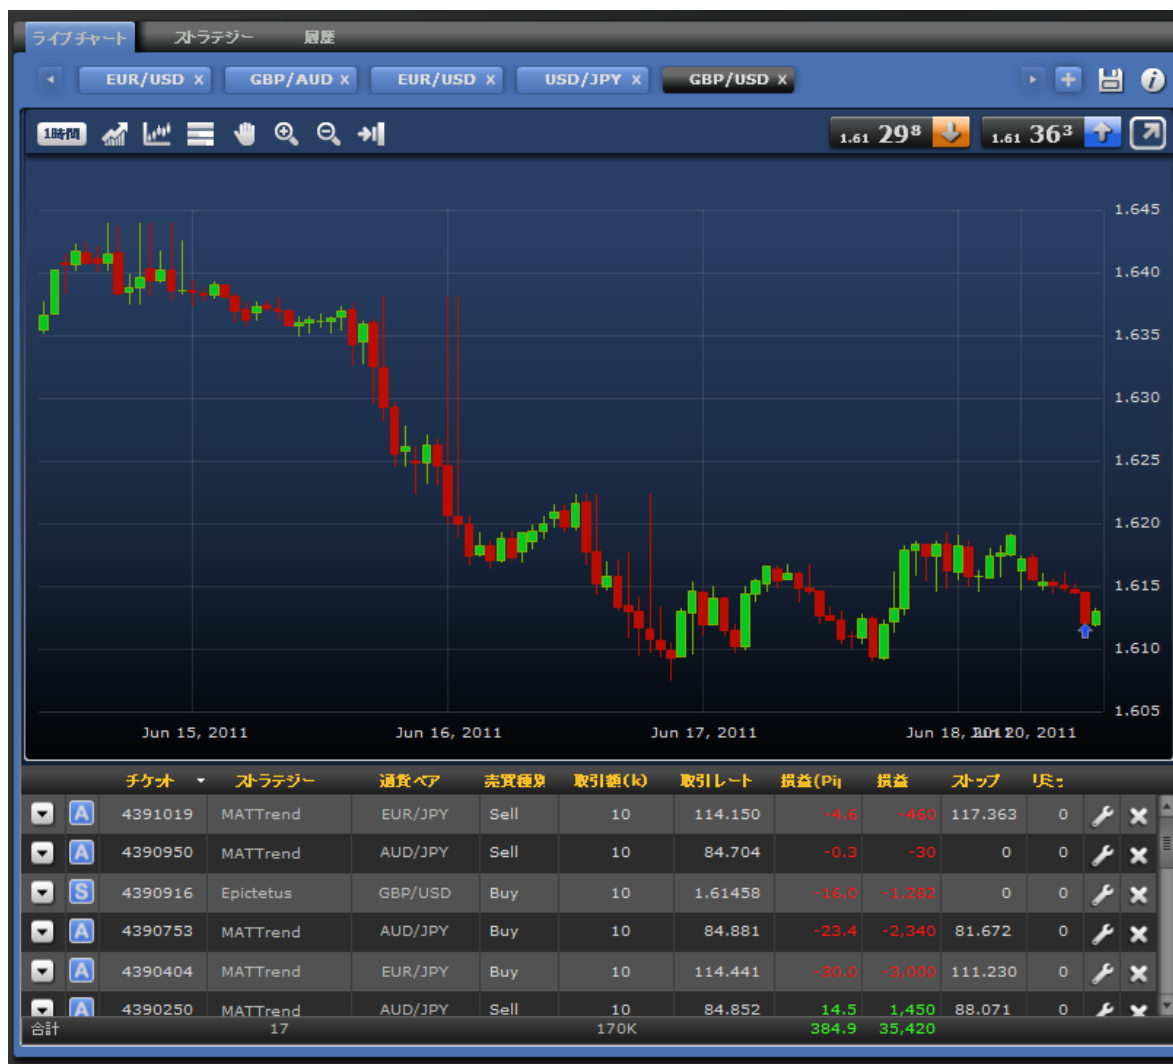 ライブチャート ストラテジー 履歴
EUR/USD X GBP/AUD X EUR/USD X USD/JPY X GBP/USD X
1時間 1.61 29⁸ 1.61 36³
1.645
1.640
1.635
1.630
1.625
1.620
1.615
1.610
1.605
Jun 15, 2011 Jun 16, 2011 Jun 17, 2011 Jun 18, 20, 2011
チケット ストラテジー 通貨ペア 売買種別 取引額(k) 取引レート 損益(Pip 損益 ストップ リミ
A 4391019 MATTrend EUR/JPY Sell 10 114.150 -4.6 -460 117.363 0
A 4390950 MATTrend AUD/JPY Sell 10 84.704 -0.3 -30 0 0
S 4390916 Epictetus GBP/USD Buy 10 1.61458 -16.0 -1,282 0 0
A 4390753 MATTrend AUD/JPY Buy 10 84.881 -23.4 -2,340 81.672 0
A 4390404 MATTrend EUR/JPY Buy 10 114.441 -30.0 -3,000 111.230 0
A 4390250 MATTrend AUD/JPY Sell 10 84.852 14.5 1,450 88.071 0
合計 17 170K 384.9 35,420